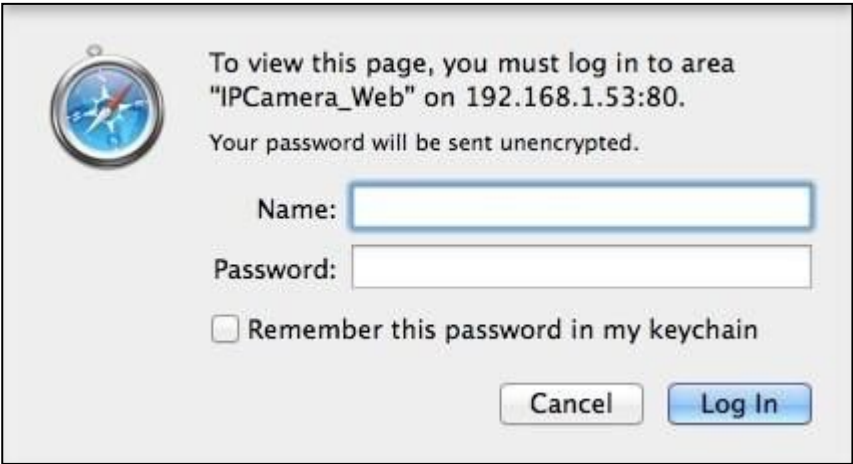 To view this page, you must log in to area
"IPCamera_Web" on 192.168.1.53:80.
Your password will be sent unencrypted.
Name:
Password:
Remember this password in my keychain
Cancel Log In